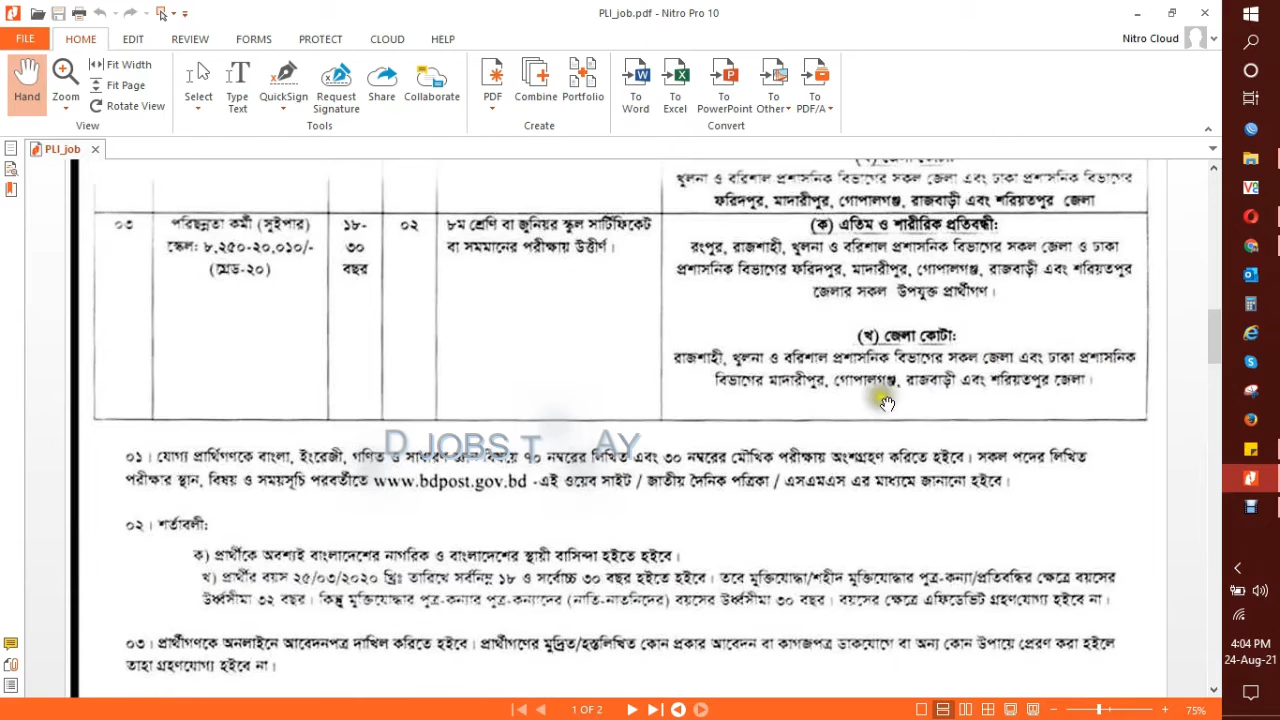 PLI_job.pdf - Nitro Pro 10
FILE HOME EDIT REVIEW FORMS PROTECT CLOUD HELP
Nitro Cloud
Hand Zoom
Fit Width
Fit Page
Rotate View
Select Type Text QuickSign Request Signature Share Collaborate
PDF Combine Portfolio
To Word To Excel To PowerPoint To Other To PDF/A
View Tools Create Convert
PLI_job
(খ) জেলা কোটা:
খুলনা ও বরিশাল প্রশাসনিক বিভাগের সকল জেলা এবং ঢাকা প্রশাসনিক বিভাগের
ফরিদপুর, মাদারীপুর, গোপালগঞ্জ, রাজবাড়ী এবং শরিয়তপুর জেলা
০৩ পরিচ্ছন্নতা কর্মী (সুইপার)
স্কেল: ৮,২৫০-২০,০১০/-
(গ্রেড-২০)
১৮-
৩০
বছর
০২
৮ম শ্রেণি বা জুনিয়র স্কুল সার্টিফিকেট
বা সমমানের পরীক্ষায় উত্তীর্ণ।
(ক) এতিম ও শারীরিক প্রতিবন্ধী:
রংপুর, রাজশাহী, খুলনা ও বরিশাল প্রশাসনিক বিভাগের সকল জেলা ও ঢাকা
প্রশাসনিক বিভাগের ফরিদপুর, মাদারীপুর, গোপালগঞ্জ, রাজবাড়ী এবং শরিয়তপুর
জেলার সকল উপযুক্ত প্রার্থীগণ।
(খ) জেলা কোটা:
রাজশাহী, খুলনা ও বরিশাল প্রশাসনিক বিভাগের সকল জেলা এবং ঢাকা প্রশাসনিক
বিভাগের মাদারীপুর, গোপালগঞ্জ, রাজবাড়ী এবং শরিয়তপুর জেলা।
D JOBS.T AY
০১। যোগ্য প্রার্থিগণকে বাংলা, ইংরেজী, গণিত ও বিষয়ে ৭০ নম্বরের লিখিত এবং ৩০ নম্বরের মৌখিক পরীক্ষায় অংশগ্রহণ করিতে হইবে। সকল পদের লিখিত
পরীক্ষার স্থান, বিষয় ও সময়সূচি পরবর্তীতে www.bdpost.gov.bd -এই ওয়েব সাইট / জাতীয় দৈনিক পত্রিকা / এসএমএস এর মাধ্যমে জানানো হইবে।
০২। শর্তাবলী:
ক) প্রার্থীকে অবশ্যই বাংলাদেশের নাগরিক ও বাংলাদেশের স্থায়ী বাসিন্দা হইতে হইবে।
খ) প্রার্থীর বয়স ২৫/০৩/২০২০ খ্রিঃ তারিখে সর্বনিম্ন ১৮ ও সর্বোচ্চ ৩০ বছর হইতে হইবে। তবে মুক্তিযোদ্ধা/শহীদ মুক্তিযোদ্ধার পুত্র-কন্যা/প্রতিবন্ধির ক্ষেত্রে বয়সের
উর্ধ্বসীমা ৩২ বছর। কিন্তু মুক্তিযোদ্ধার পুত্র-কন্যার পুত্র-কন্যাদের (নাতি-নাতনিদের) বয়সের উর্ধ্বসীমা ৩০ বছর। বয়সের ক্ষেত্রে এফিডেভিট গ্রহণযোগ্য হইবে না।
০৩। প্রার্থীগণকে অনলাইনে আবেদনপত্র দাখিল করিতে হইবে। প্রার্থীগণের মুদ্রিত/হস্তলিখিত কোন প্রকার আবেদন বা কাগজপত্র ডাকযোগে বা অন্য কোন উপায়ে প্রেরণ করা হইলে
তাহা গ্রহণযোগ্য হইবে না।
1 OF 2
75%
4:04 PM
24-Aug-21